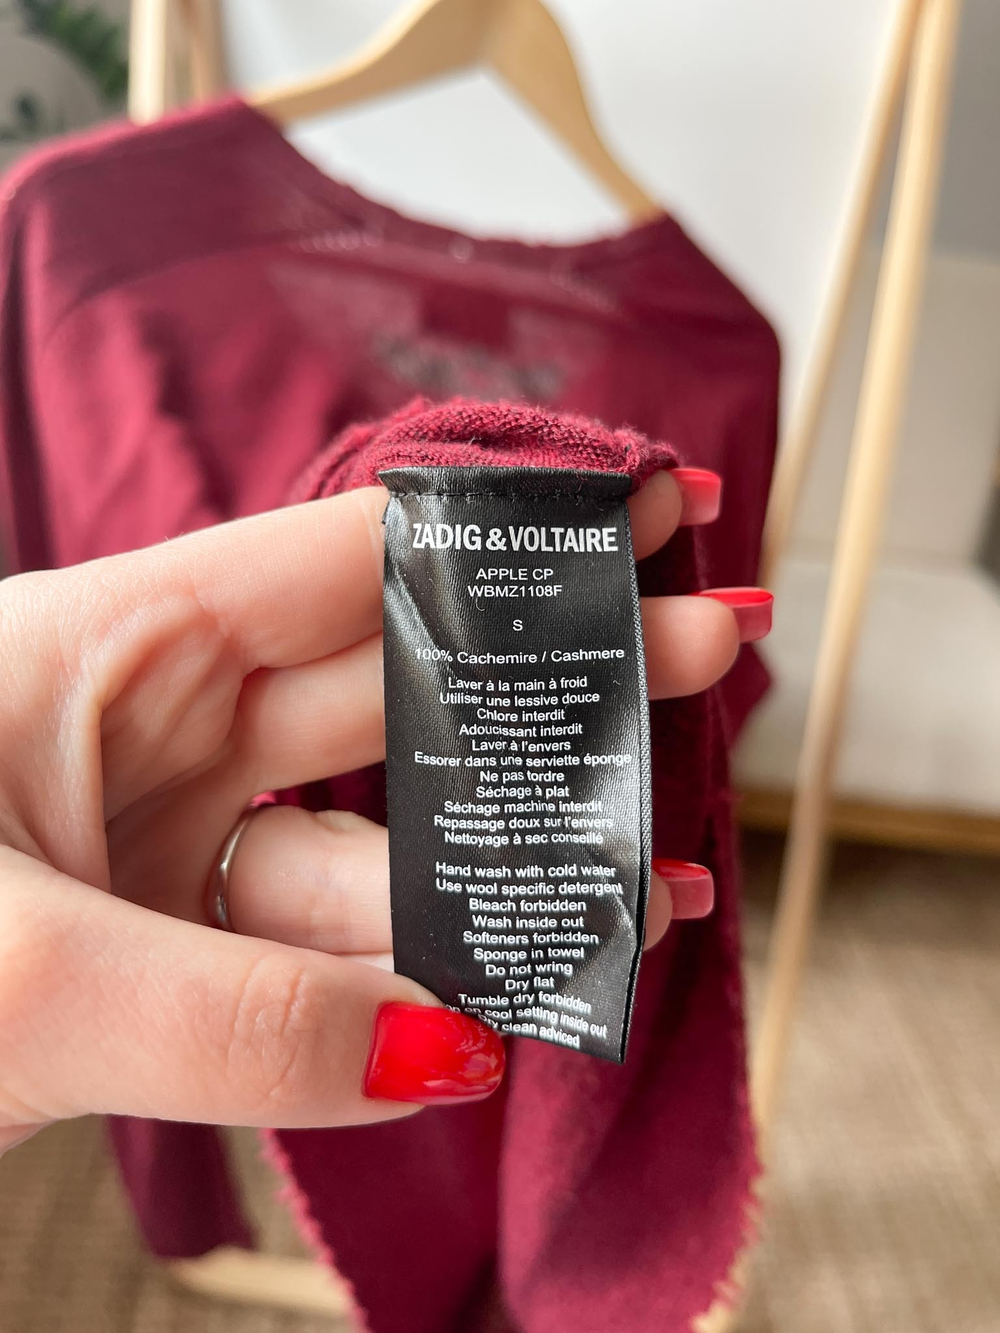 ZADIG & VOLTAIRE
APPLE CP
WBMZ1108F
S
100% Cachemire / Cashmere
Laver à la main à froid
Utiliser une lessive douce
Chlore interdit
Adoucissant interdit
Laver à l'envers
Essorer dans une serviette éponge
Ne pas tordre
Séchage à plat
Séchage machine interdit
Repassage doux sur l'envers
Nettoyage à sec conseillé
Hand wash with cold water
Use wool specific detergent
Bleach forbidden
Wash inside out
Softeners forbidden
Sponge in towel
Do not wring
Dry flat
Tumble dry forbidden
on cool setting inside out
clean adviced